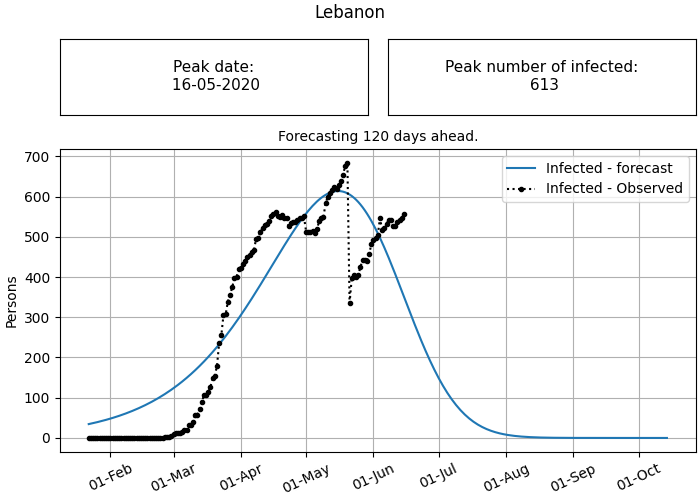 Lebanon
Peak date:
16-05-2020
Peak number of infected:
613
Forecasting 120 days ahead.
Infected - forecast
Infected - Observed
Persons
700
600
500
400
300
200
100
0
01-Feb
01-Mar
01-Apr
01-May
01-Jun
01-Jul
01-Aug
01-Sep
01-Oct